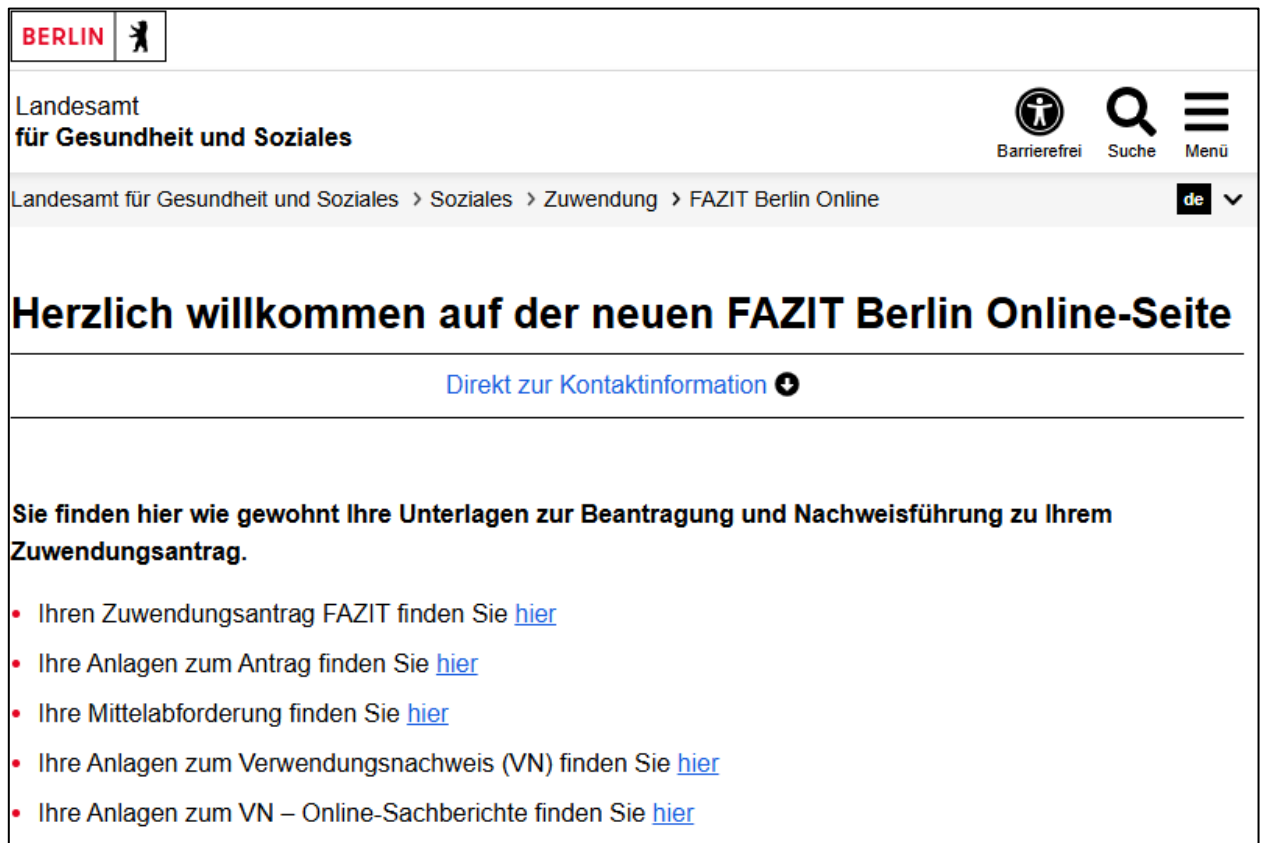 BERLIN
Landesamt
für Gesundheit und Soziales
Barrierefrei Suche Menü
Landesamt für Gesundheit und Soziales > Soziales > Zuwendung > FAZIT Berlin Online de
Herzlich willkommen auf der neuen FAZIT Berlin Online-Seite
Direkt zur Kontaktinformation
Sie finden hier wie gewohnt Ihre Unterlagen zur Beantragung und Nachweisführung zu Ihrem
Zuwendungsantrag.
• Ihren Zuwendungsantrag FAZIT finden Sie hier
• Ihre Anlagen zum Antrag finden Sie hier
• Ihre Mittelabforderung finden Sie hier
• Ihre Anlagen zum Verwendungsnachweis (VN) finden Sie hier
• Ihre Anlagen zum VN – Online-Sachberichte finden Sie hier